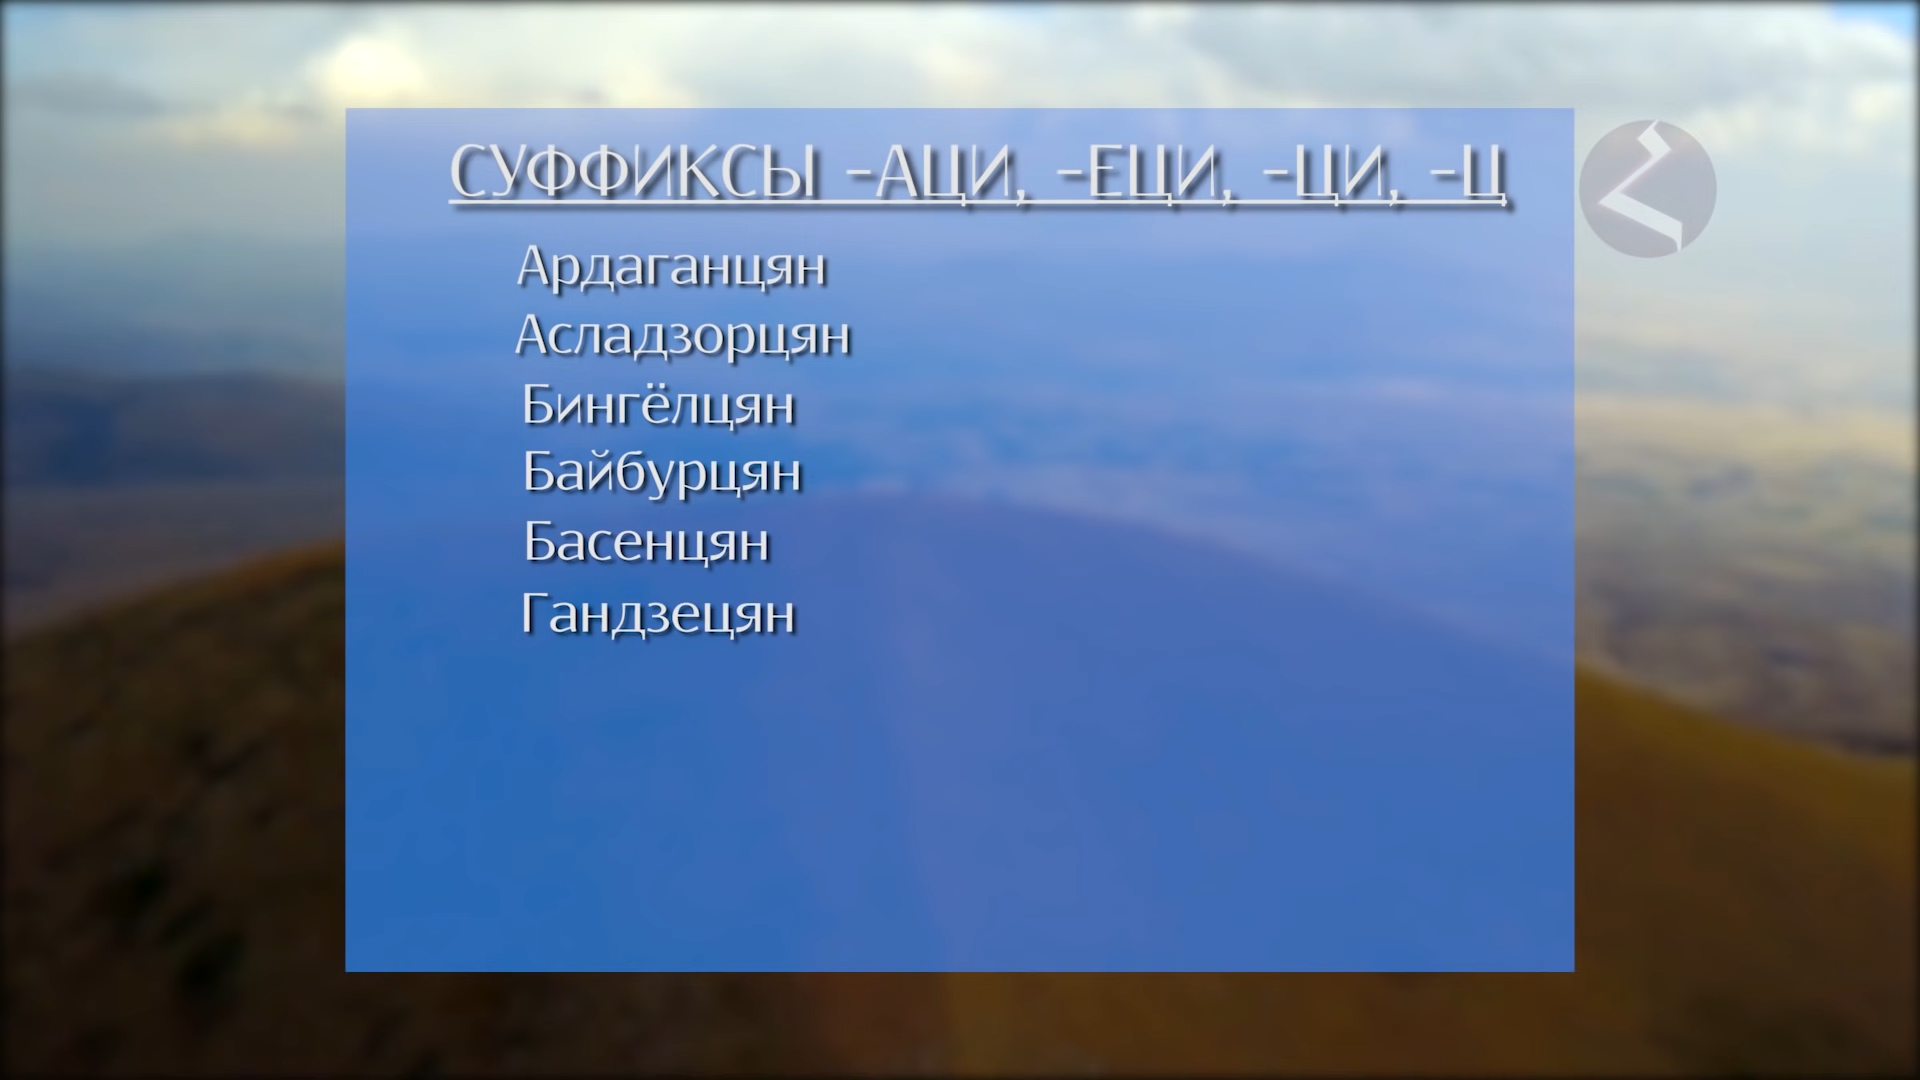 СУФФИКСЫ -АЦИ, -ЕЦИ, -ЦИ, -Ц
Ардаганцян
Асладзорцян
Бингёлцян
Байбурцян
Басенцян
Гандзецян